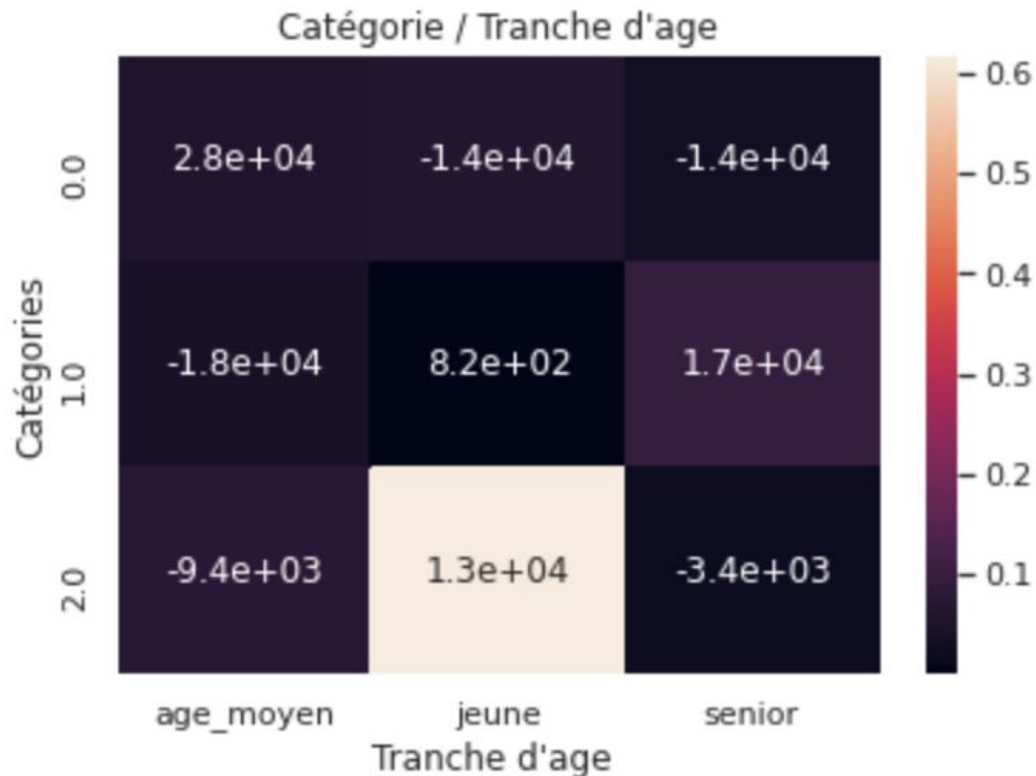 Catégorie / Tranche d'age
2.8e+04 -1.4e+04 -1.4e+04
-1.8e+04 8.2e+02 1.7e+04
-9.4e+03 1.3e+04 -3.4e+03
0.0
1.0
2.0
Catégories
age_moyen jeune senior
Tranche d'age
0.6
0.5
0.4
0.3
0.2
0.1